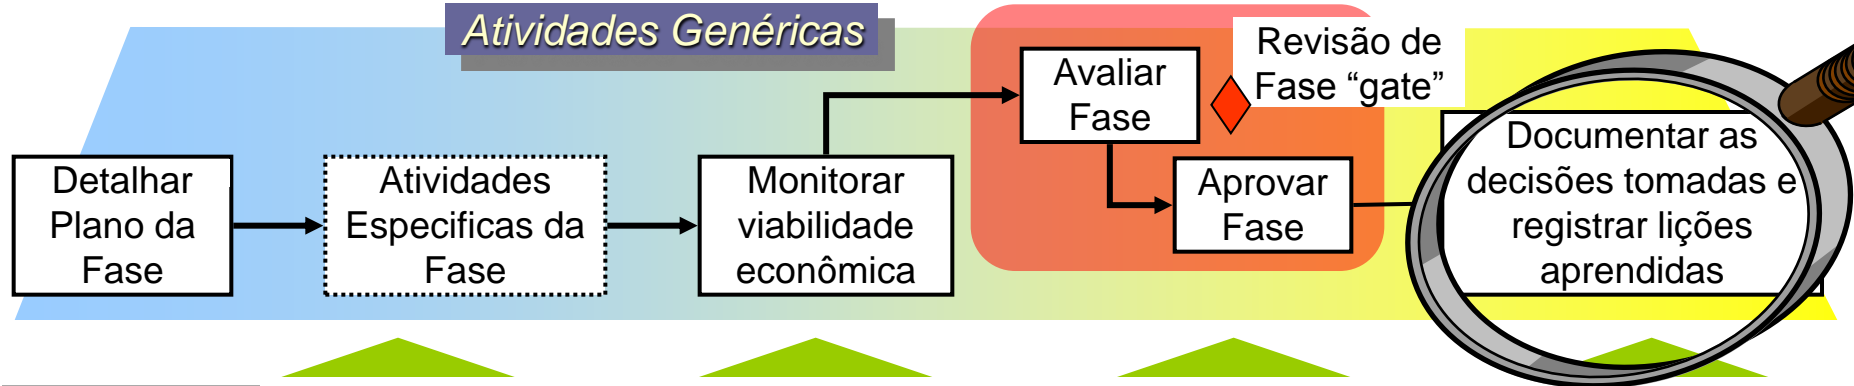 Atividades Genéricas
Detalhar
Plano da
Fase
Atividades
Especificas da
Fase
Monitorar
viabilidade
econômica
Avaliar
Fase
Revisão de
Fase “gate”
Aprovar
Fase
Documentar as
decisões tomadas e
registrar lições
aprendidas